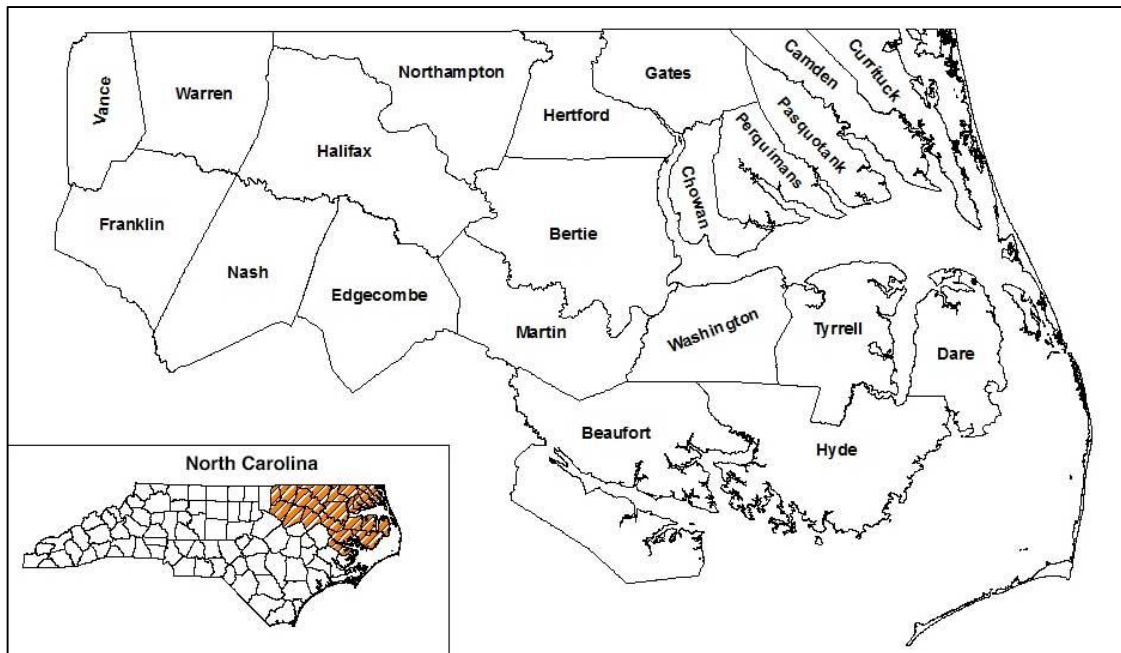 Vance
Warren
Northampton
Gates
Camden
Currituck
Hertford
Halifax
Perquimans
Pasquotank
Chowan
Franklin
Bertie
Nash
Edgecombe
Martin
Washington
Tyrrell
Dare
Beaufort
Hyde
North Carolina